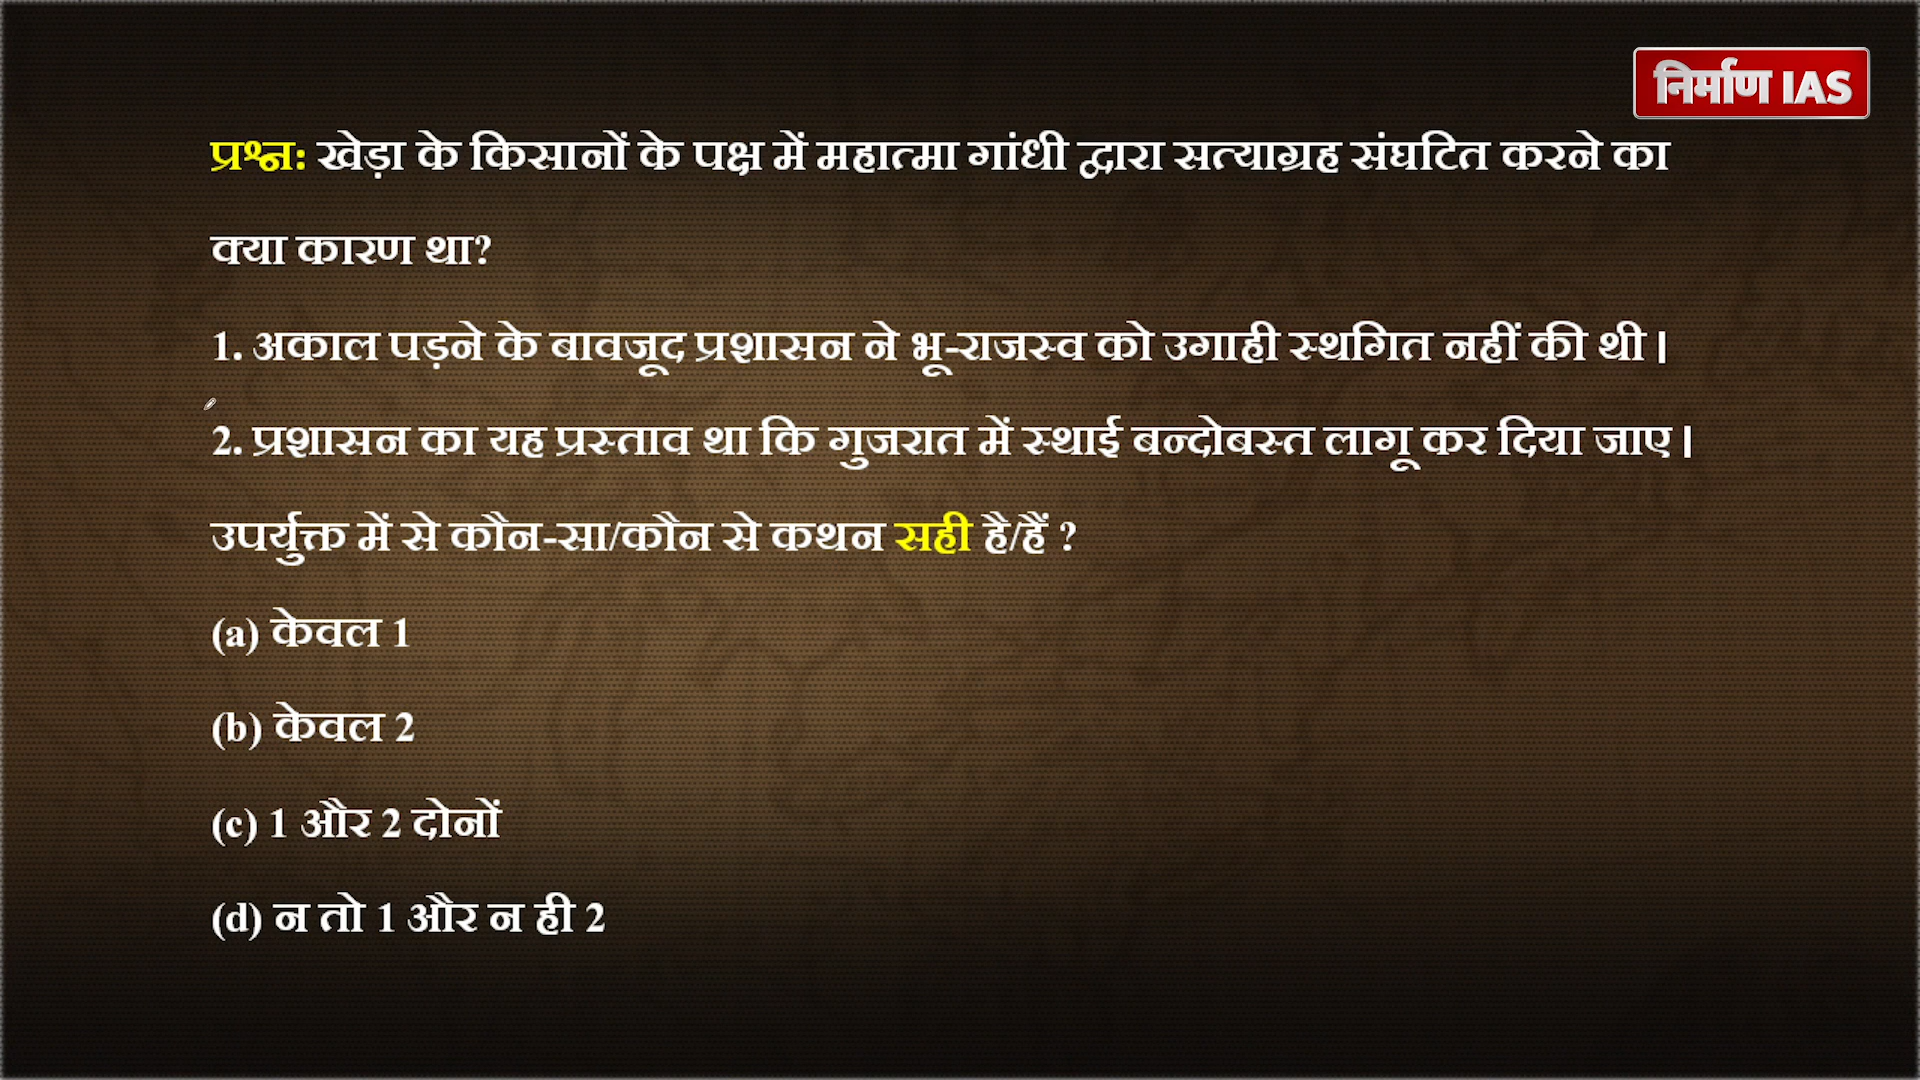 निर्माण IAS
प्रश्न: खेड़ा के किसानों के पक्ष में महात्मा गांधी द्वारा सत्याग्रह संघटित करने का
क्या कारण था?
1. अकाल पड़ने के बावजूद प्रशासन ने भू-राजस्व को उगाही स्थगित नहीं की थी।
2. प्रशासन का यह प्रस्ताव था कि गुजरात में स्थाई बन्दोबस्त लागू कर दिया जाए।
उपर्युक्त में से कौन-सा/कौन से कथन सही है/हैं ?
(a) केवल 1
(b) केवल 2
(c) 1 और 2 दोनों
(d) न तो 1 और न ही 2